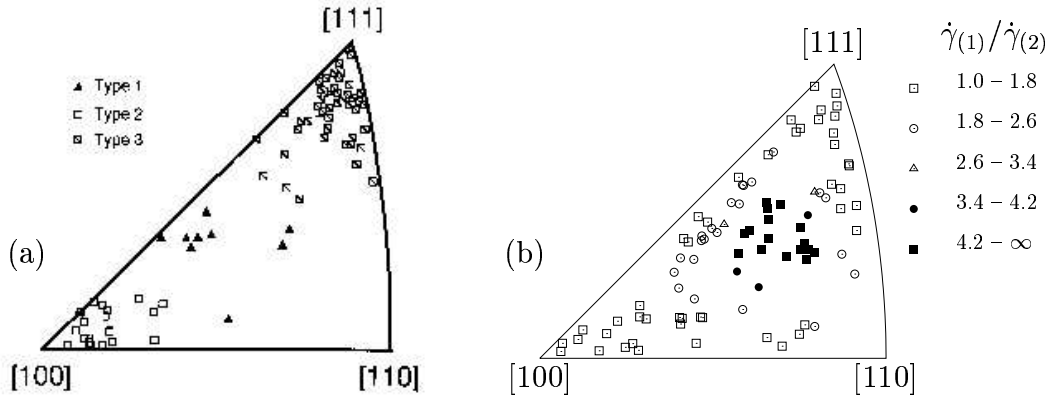 [111]
Type 1
Type 2
Type 3
(a)
[100]
[110]
[111]
(b)
[100]
[110]
γ̇(1)/γ̇(2)
1.0 – 1.8
1.8 – 2.6
2.6 – 3.4
3.4 – 4.2
4.2 – ∞